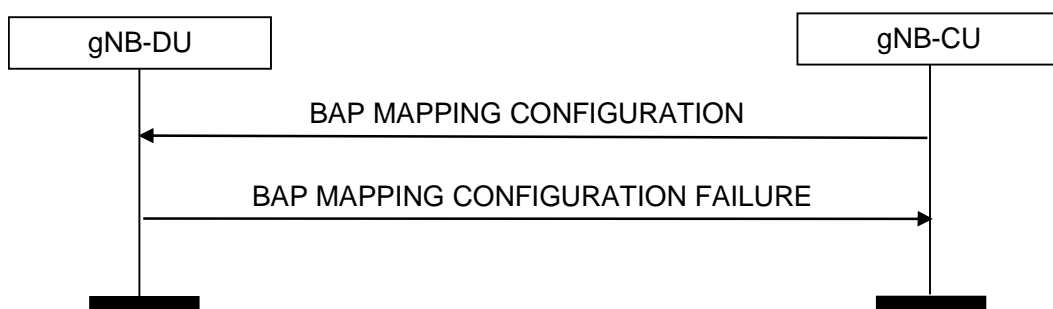 gNB-DU
gNB-CU
BAP MAPPING CONFIGURATION
BAP MAPPING CONFIGURATION FAILURE